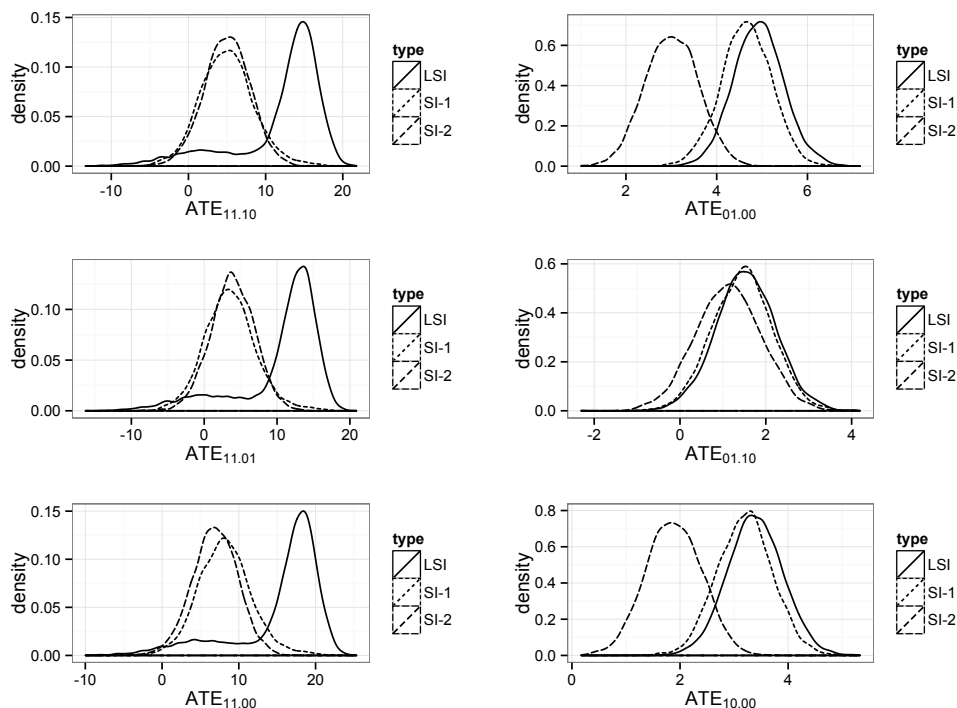 0.15
0.10
0.05
0.00
density
-10
0
10
20
ATE11.10
type
LSI
SI-1
SI-2
0.6
0.4
0.2
0.0
density
2
4
6
ATE01.00
type
LSI
SI-1
SI-2
0.10
0.05
0.00
density
-10
0
10
20
ATE11.01
type
LSI
SI-1
SI-2
0.6
0.4
0.2
0.0
density
-2
0
2
4
ATE01.10
type
LSI
SI-1
SI-2
0.15
0.10
0.05
0.00
density
-10
0
10
20
ATE11.00
type
LSI
SI-1
SI-2
0.8
0.6
0.4
0.2
0.0
density
0
2
4
ATE10.00
type
LSI
SI-1
SI-2